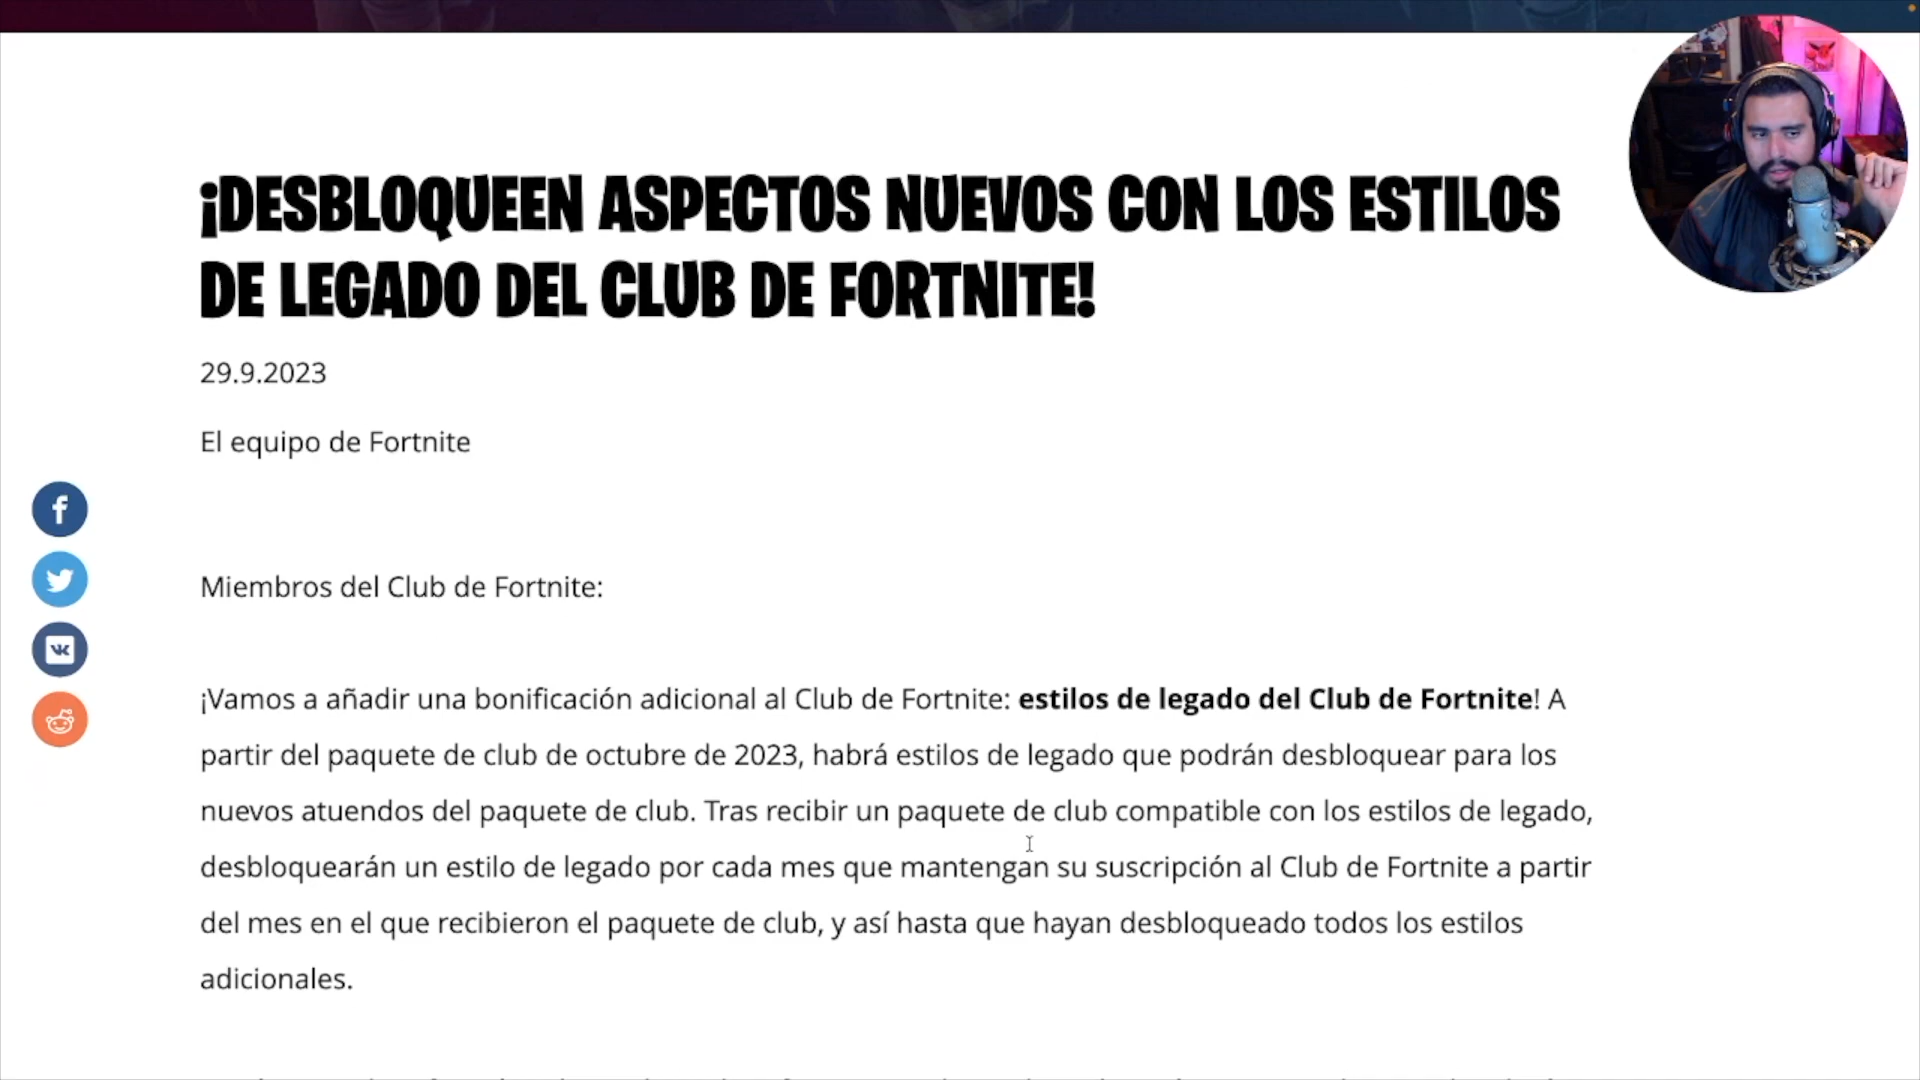 ¡DESBLOQUEEN ASPECTOS NUEVOS CON LOS ESTILOS
DE LEGADO DEL CLUB DE FORTNITE!
29.9.2023
El equipo de Fortnite
Miembros del Club de Fortnite:
¡Vamos a añadir una bonificación adicional al Club de Fortnite: estilos de legado del Club de Fortnite! A
partir del paquete de club de octubre de 2023, habrá estilos de legado que podrán desbloquear para los
nuevos atuendos del paquete de club. Tras recibir un paquete de club compatible con los estilos de legado,
desbloquearán un estilo de legado por cada mes que mantengan su suscripción al Club de Fortnite a partir
del mes en el que recibieron el paquete de club, y así hasta que hayan desbloqueado todos los estilos
adicionales.